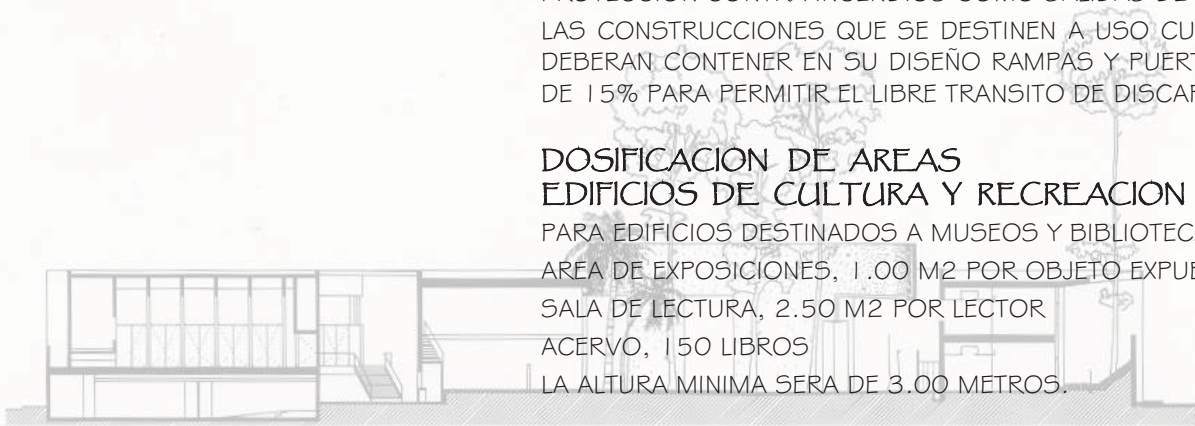 LAS CONSTRUCCIONES QUE SE DESTINEN A USO CU
DEBERAN CONTENER EN SU DISEÑO RAMPAS Y PUERT
DE 15% PARA PERMITIR EL LIBRE TRANSITO DE DISCA
DOSIFICACION DE AREAS
EDIFICIOS DE CULTURA Y RECREACION
PARA EDIFICIOS DESTINADOS A MUSEOS Y BIBLIOTEC
AREA DE EXPOSICIONES, 1.00 M2 POR OBJETO EXPUE
SALA DE LECTURA, 2.50 M2 POR LECTOR
ACERVO, 150 LIBROS
LA ALTURA MINIMA SERA DE 3.00 METROS.